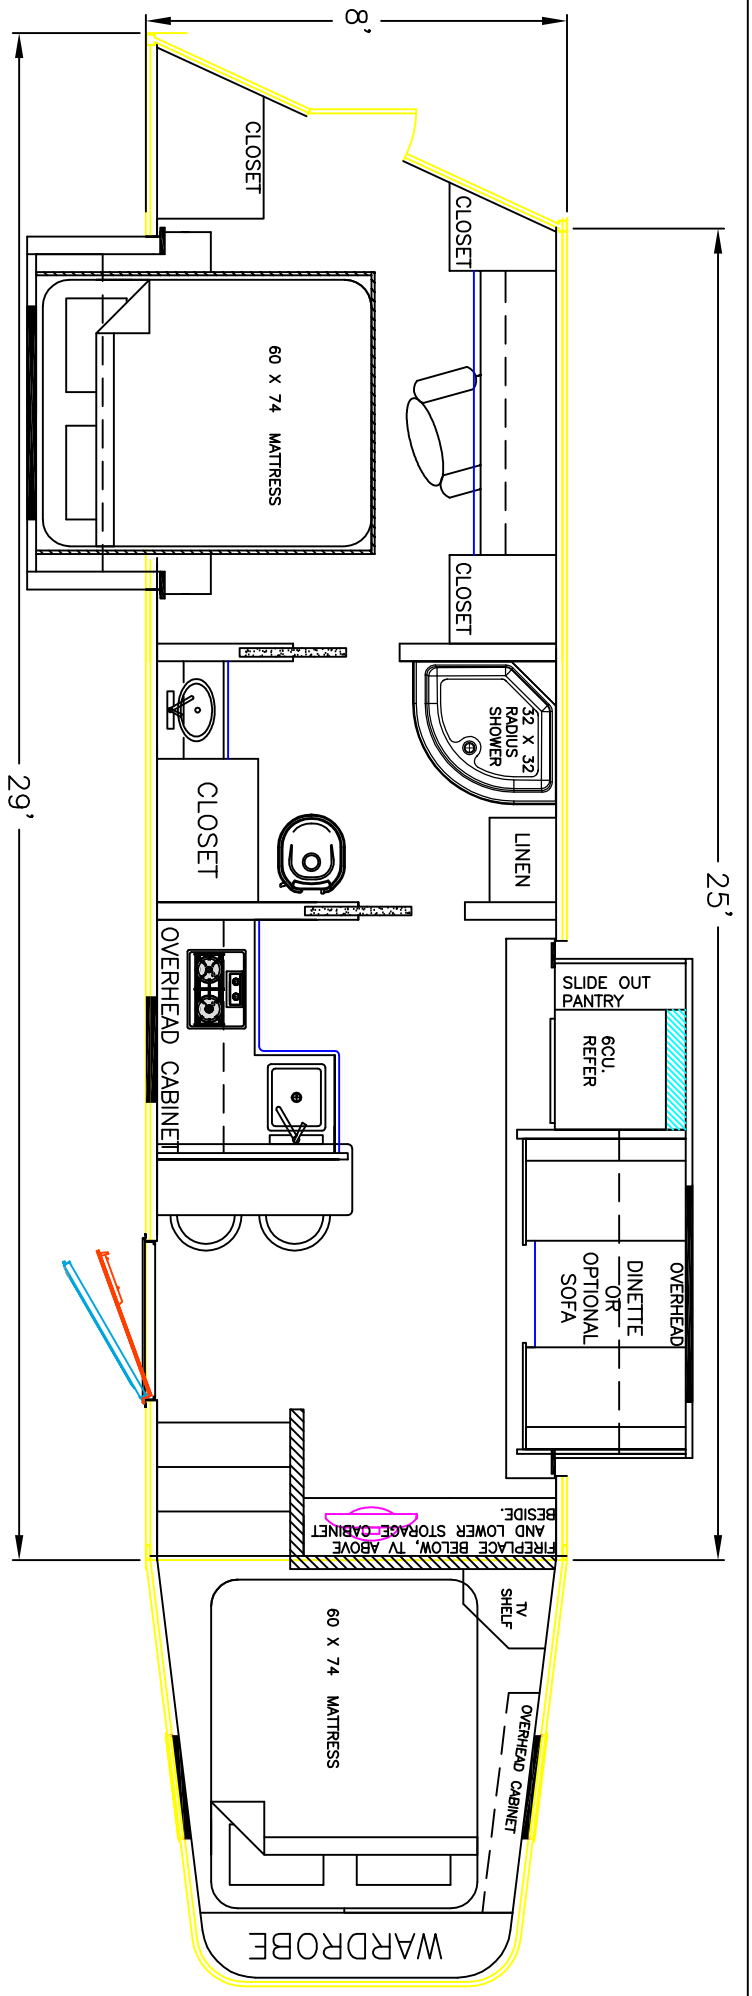 8'
CLOSET
CLOSET
60 X 74 MATTRESS
CLOSET
32 X 32
RADIUS
SHOWER
CLOSET
LINEN
29'
25'
OVERHEAD CABINET
SLIDE OUT
PANTRY
6CU.
REFER
OVERHEAD
DINETTE
OR
OPTIONAL
SOFA
FIREPLACE BELOW, TV ABOVE
AND LOWER STORAGE CABINET
BESIDE.
TV
SHELF
60 X 74 MATTRESS
OVERHEAD CABINET
WARDROBE